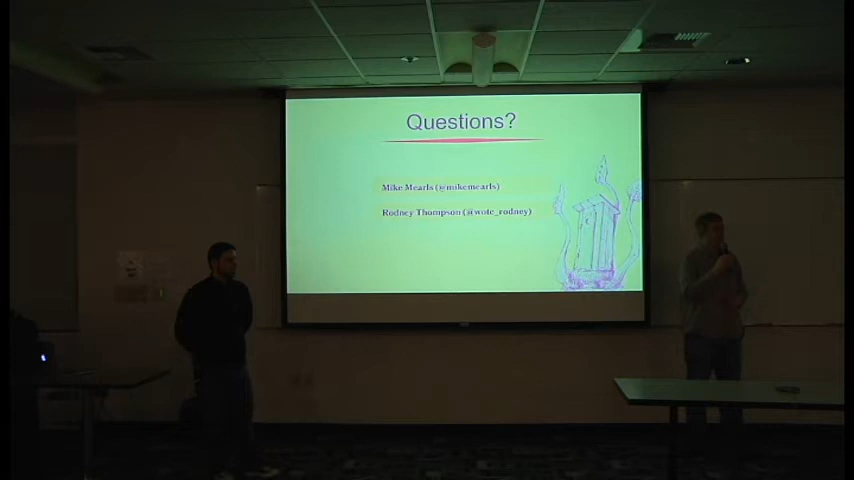 Questions?
Mike Mearls (@mikemearls)
Rodney Thompson (@wotc_rodney)